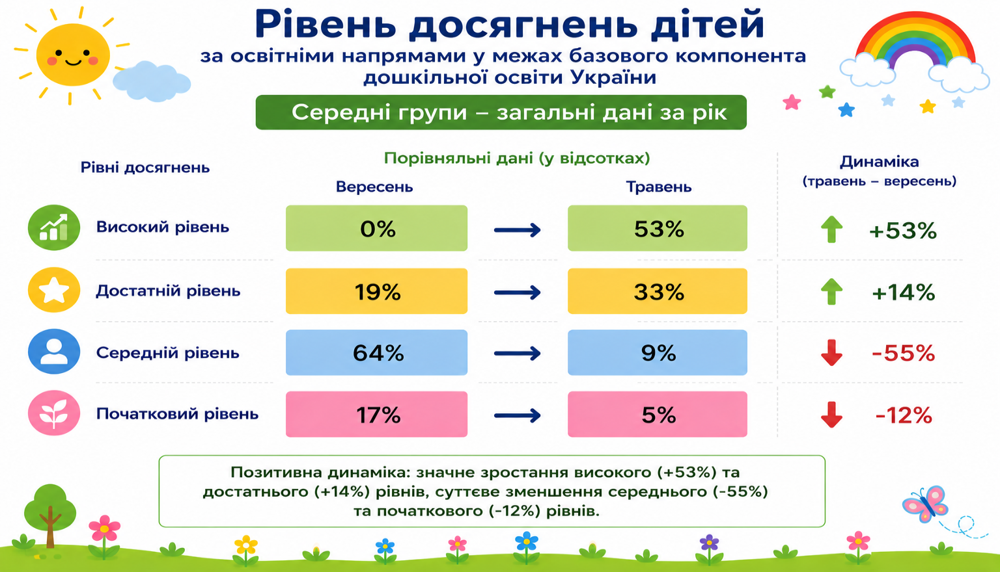 Рівень досягнень дітей
за освітніми напрямами у межах базового компонента
дошкільної освіти України
Середні групи – загальні дані за рік
Рівні досягнень
Порівняльні дані (у відсотках)
Вересень
Травень
Динаміка
(травень – вересень)
Високий рівень
0%
53%
+53%
Достатній рівень
19%
33%
+14%
Середній рівень
64%
9%
-55%
Початковий рівень
17%
5%
-12%
Позитивна динаміка: значне зростання високого (+53%) та
достатнього (+14%) рівнів, суттєве зменшення середнього (-55%)
та початкового (-12%) рівнів.